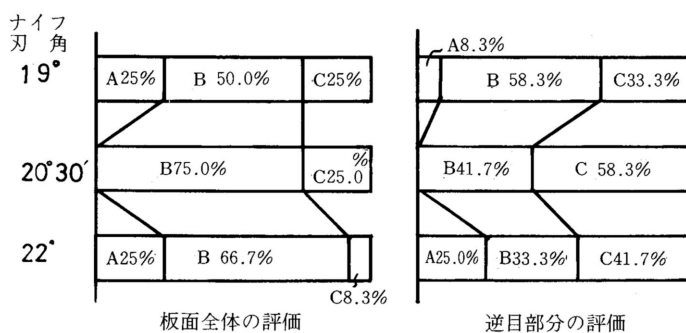 ナイフ
刃 角
19°
A25% B 50.0% C25%
A8.3%
B 58.3% C33.3%
20°30′
B75.0% C25.0%
B41.7% C 58.3%
22°
A25% B 66.7%
C8.3%
A25.0% B33.3% C41.7%
板面全体の評価
逆目部分の評価